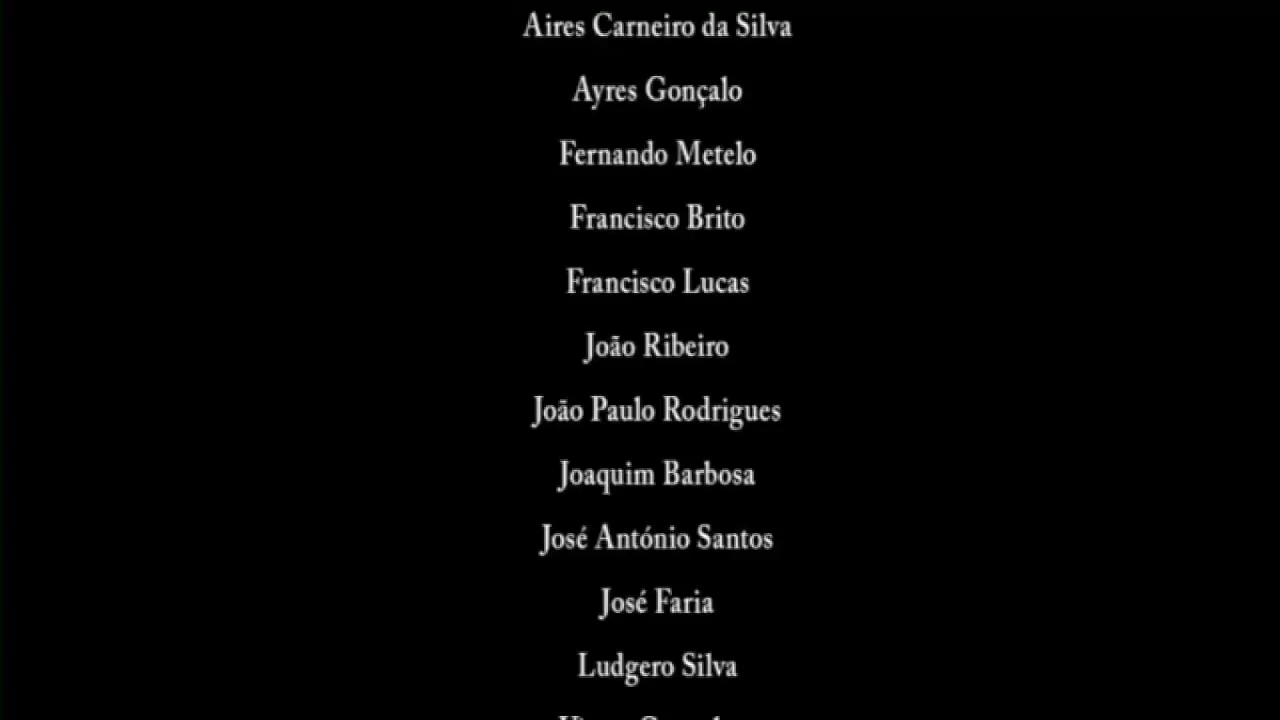 Aires Carneiro da Silva
Ayres Gonçalo
Fernando Metelo
Francisco Brito
Francisco Lucas
João Ribeiro
João Paulo Rodrigues
Joaquim Barbosa
José António Santos
José Faria
Ludgero Silva